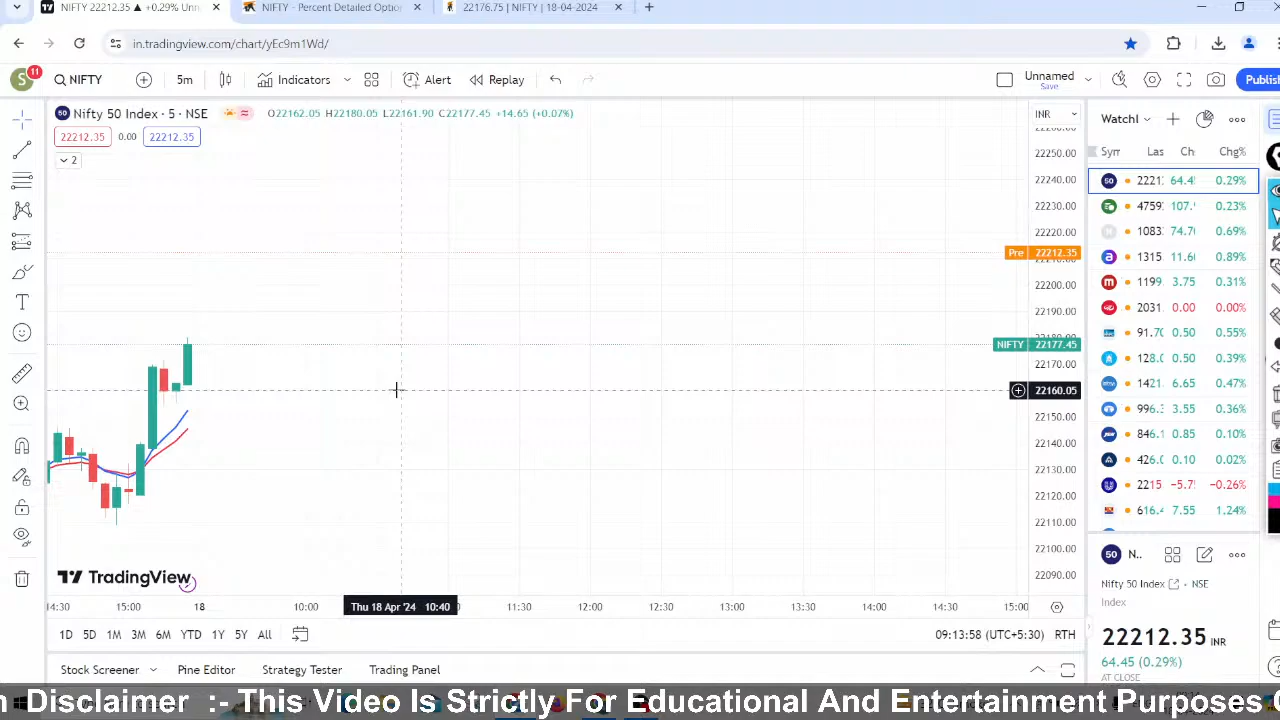 NIFTY 22212.35 ▲ +0.29% Unn
NIFTY - Percent Detailed Optio
22,176.75 | NIFTY | 18-04-2024
in.tradingview.com/chart/yEc9m1Wd/
S
11
NIFTY
5m
Indicators
Alert
Replay
Unnamed
Save
Publish
50 Nifty 50 Index · 5 · NSE
O22162.05 H22180.05 L22161.90 C22177.45 +14.65 (+0.07%)
22212.35 0.00 22212.35
2
INR
22250.00
22240.00
22230.00
22220.00
Pre 22212.35
22200.00
22190.00
NIFTY 22177.45
22170.00
22160.05
22150.00
22140.00
22130.00
22120.00
22110.00
22100.00
22090.00
TradingView
14:30 15:00 18 10:00 Thu 18 Apr '24 10:40 11:30 12:00 12:30 13:00 13:30 14:00 14:30 15:00
1D 5D 1M 3M 6M YTD 1Y 5Y All
09:13:58 (UTC+5:30) RTH
Stock Screener Pine Editor Strategy Tester Trading Panel
Watchl
Syn Las Ch Chg%
50 2221 64.4 0.29%
4759 107. 0.23%
1083 74.7 0.69%
1315 11.6 0.89%
1199 3.75 0.31%
2031 0.00 0.00%
91.70 0.50 0.55%
128.0 0.50 0.39%
1421. 6.65 0.47%
996. 3.55 0.36%
846.1 0.85 0.10%
426.0 0.10 0.02%
2215 −5.7 −0.26%
616.4 7.55 1.24%
50 N..
Nifty 50 Index · NSE
Index
22212.35 INR
64.45 (0.29%)
AT CLOSE
n Disclaimer :- This Video Is Strictly For Educational And Entertainment Purposes